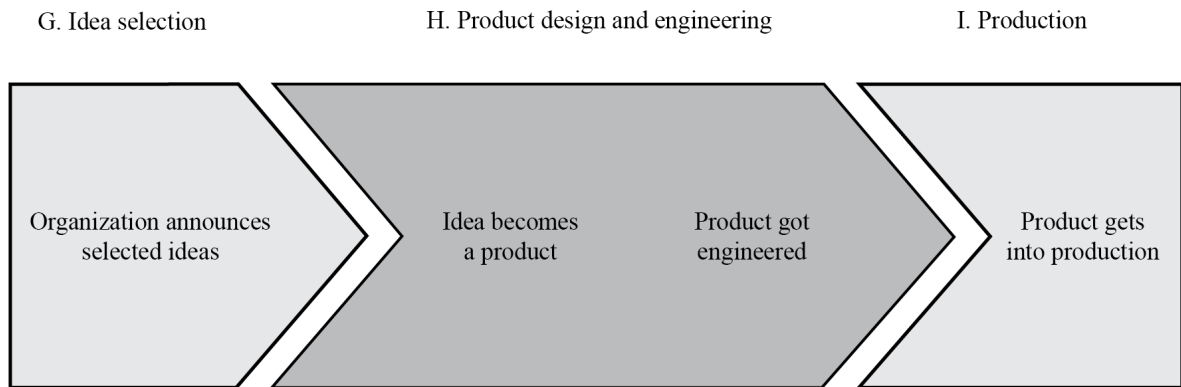 G. Idea selection
H. Product design and engineering
I. Production
Organization announces
selected ideas
Idea becomes
a product
Product got
engineered
Product gets
into production